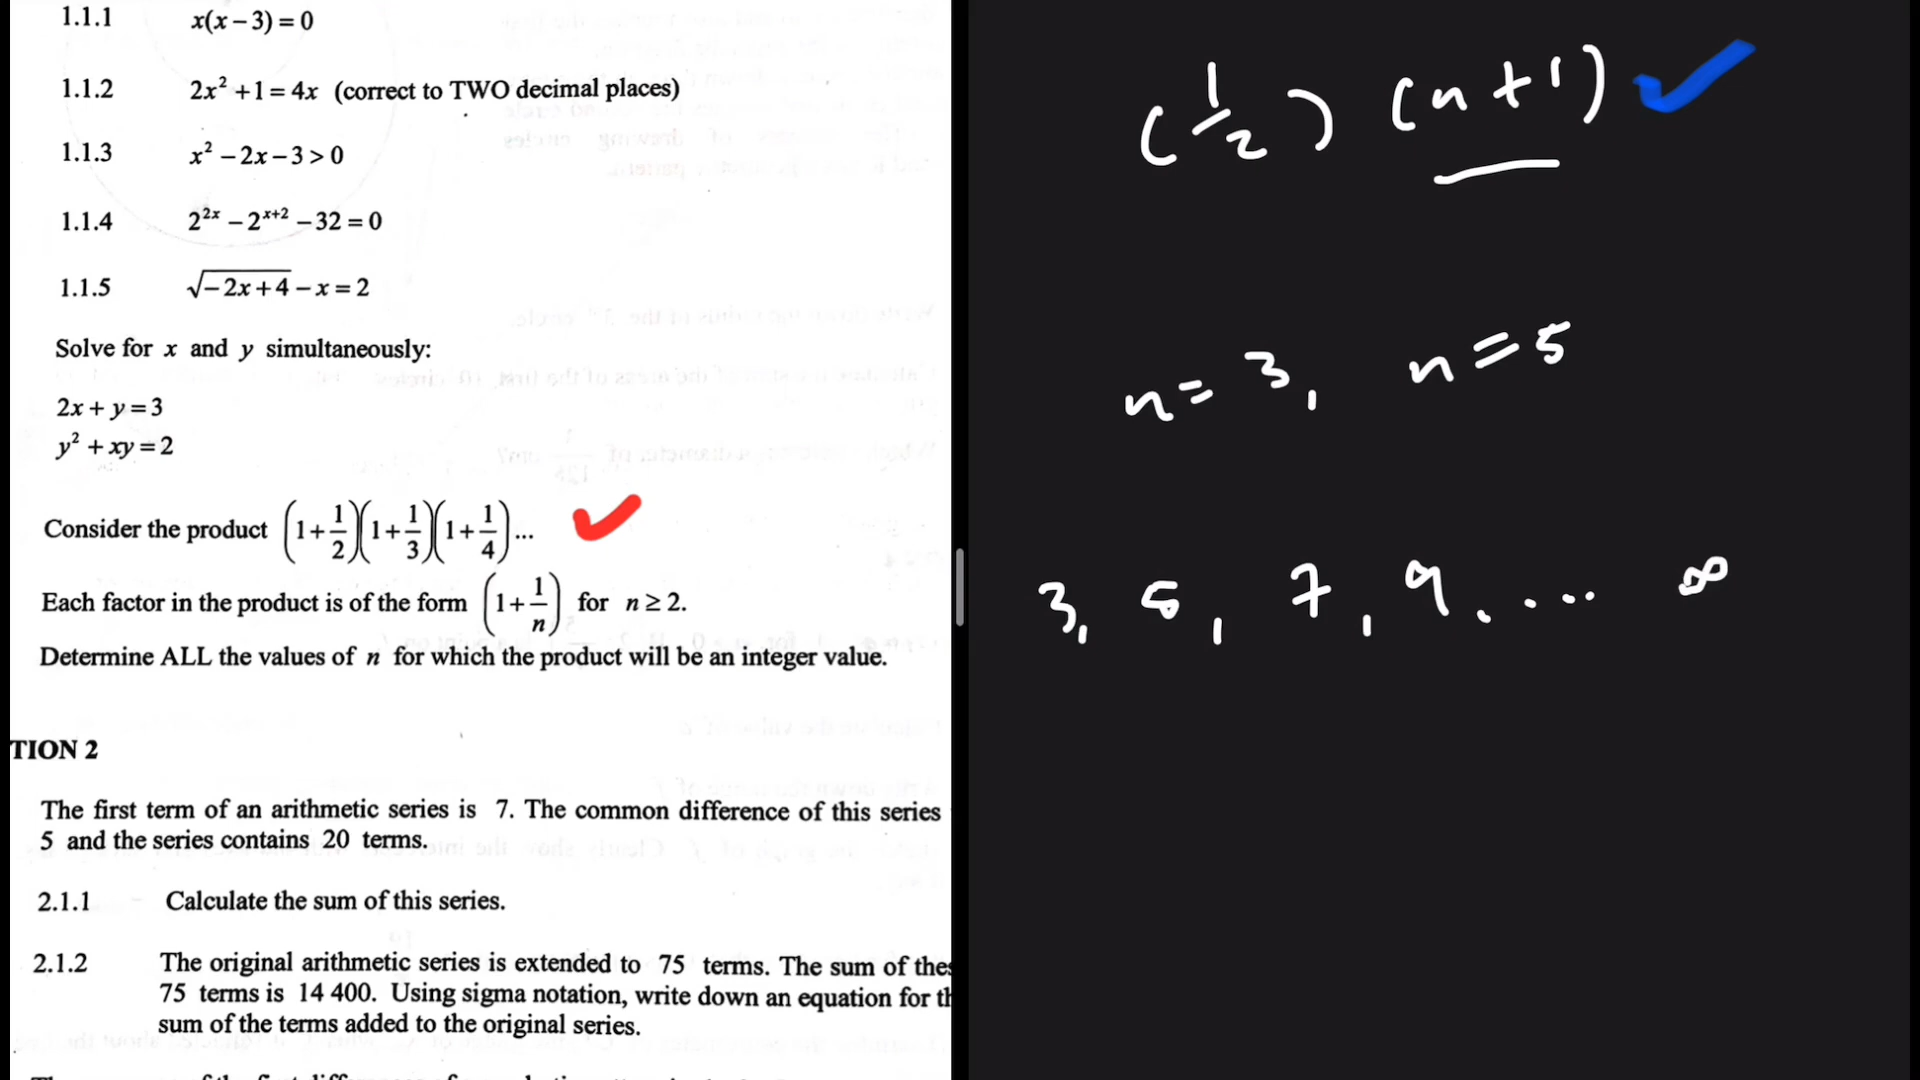 1.1.1 x(x – 3) = 0
1.1.2 2x² + 1 = 4x (correct to TWO decimal places)
1.1.3 x² – 2x – 3 > 0
1.1.4 2^{2x} – 2^{x+2} – 32 = 0
1.1.5 √(–2x + 4) – x = 2
Solve for x and y simultaneously:
2x + y = 3
y² + xy = 2
Consider the product (1 + 1/2)(1 + 1/3)(1 + 1/4)...
Each factor in the product is of the form (1 + 1/n) for n ≥ 2.
Determine ALL the values of n for which the product will be an integer value.
TION 2
The first term of an arithmetic series is 7. The common difference of this series
5 and the series contains 20 terms.
2.1.1 Calculate the sum of this series.
2.1.2 The original arithmetic series is extended to 75 terms. The sum of thes
75 terms is 14 400. Using sigma notation, write down an equation for th
sum of the terms added to the original series.
(1/2) (n + 1)
n = 3, n = 5
3, 5, 7, 9, .... ∞